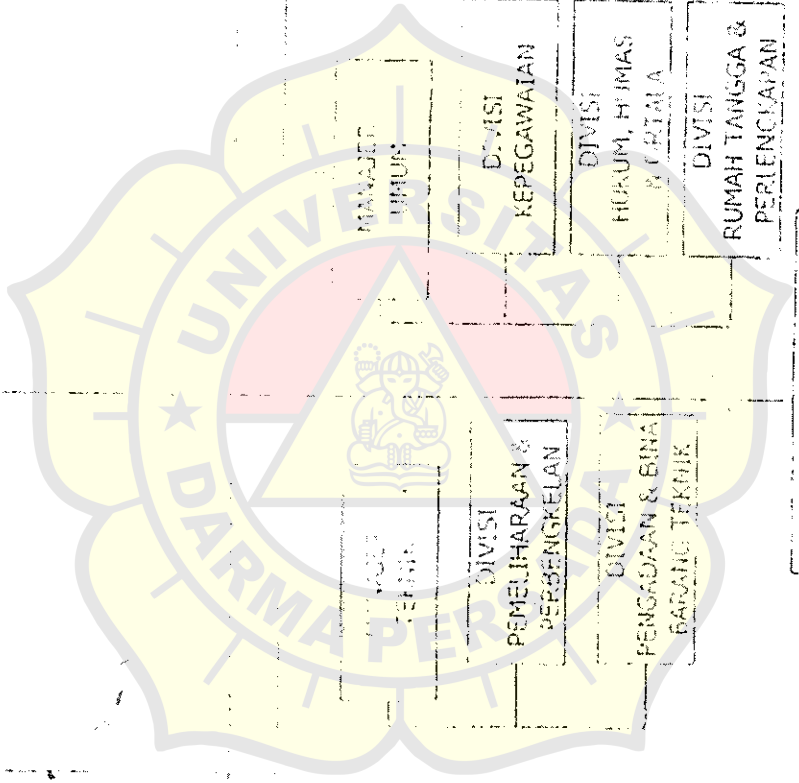 UMUM
DIVISI
KEPEGAWAIAN
DIVISI
HUKUM, HUMAS
DIVISI
RUMAH TANGGA &
PERLENGKAPAN
TEKNIK
DIVISI
PEMELIHARAAN &
PERBENGKELAN
DIVISI
PENGADAAN & BINA
BARANG TEKNIK
UNIVERSITAS
DARMA PERSADA